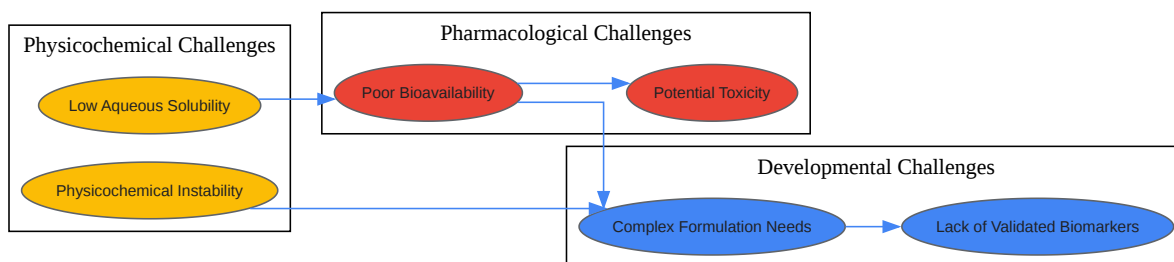 Physicochemical Challenges
Low Aqueous Solubility
Physicochemical Instability
Pharmacological Challenges
Poor Bioavailability
Potential Toxicity
Developmental Challenges
Complex Formulation Needs
Lack of Validated Biomarkers